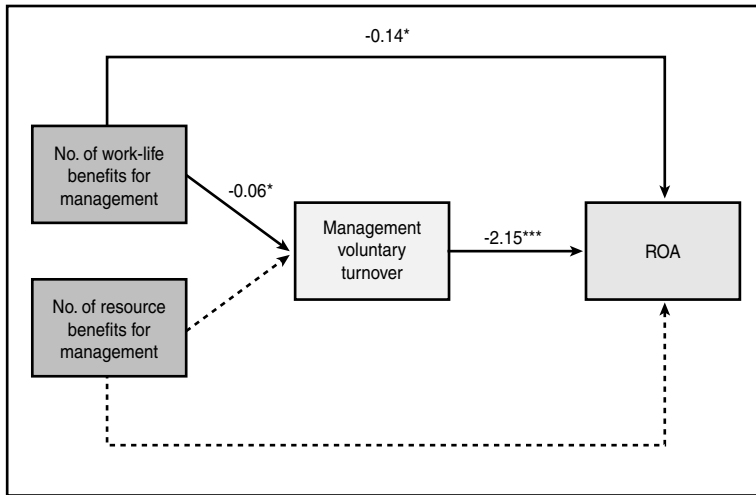 -0.14*
No. of work-life
benefits for
management
-0.06*
Management
voluntary
turnover
-2.15***
ROA
No. of resource
benefits for
management